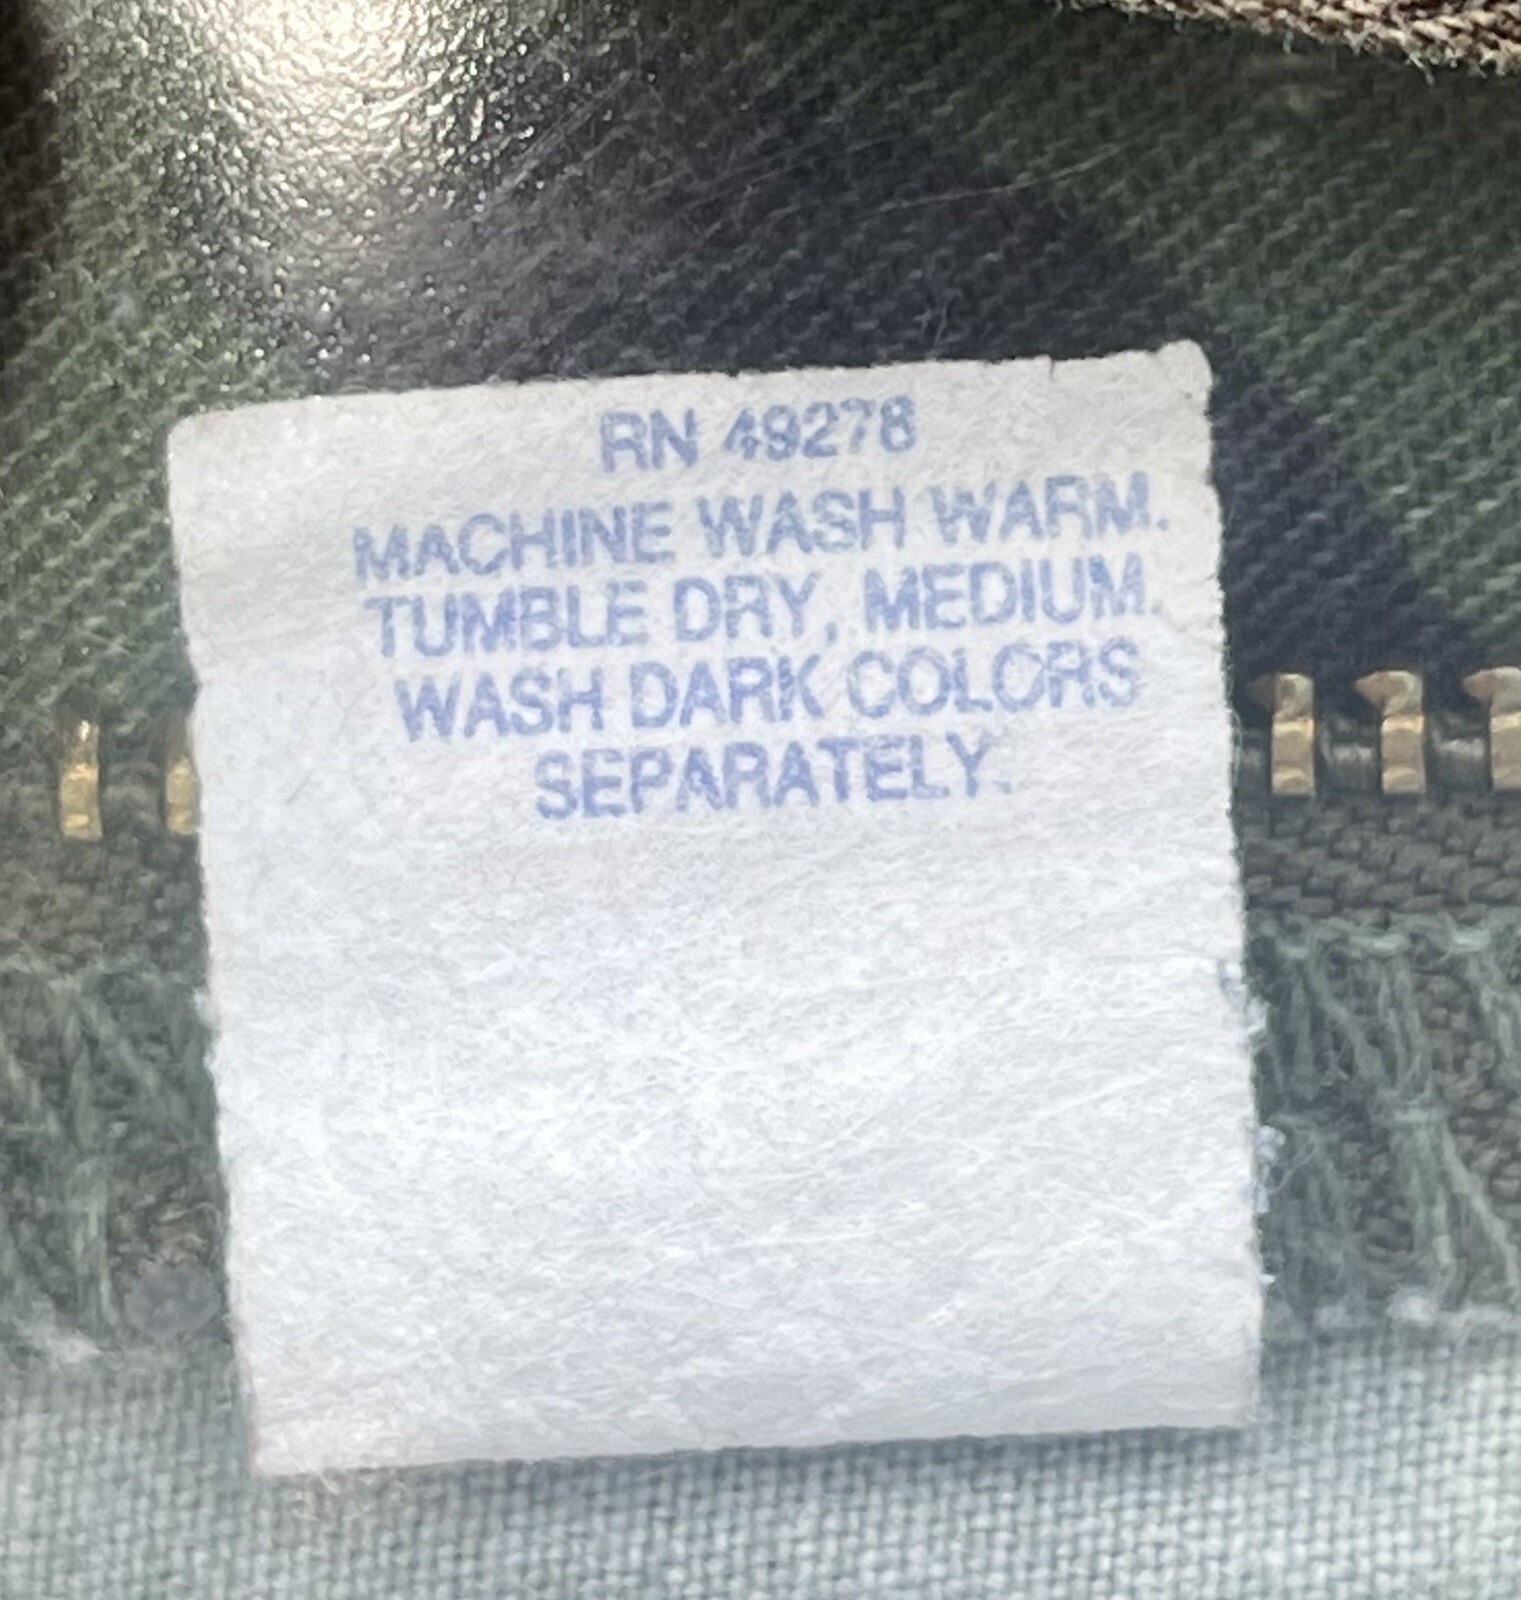 RN 49278
MACHINE WASH WARM.
TUMBLE DRY, MEDIUM.
WASH DARK COLORS
SEPARATELY.